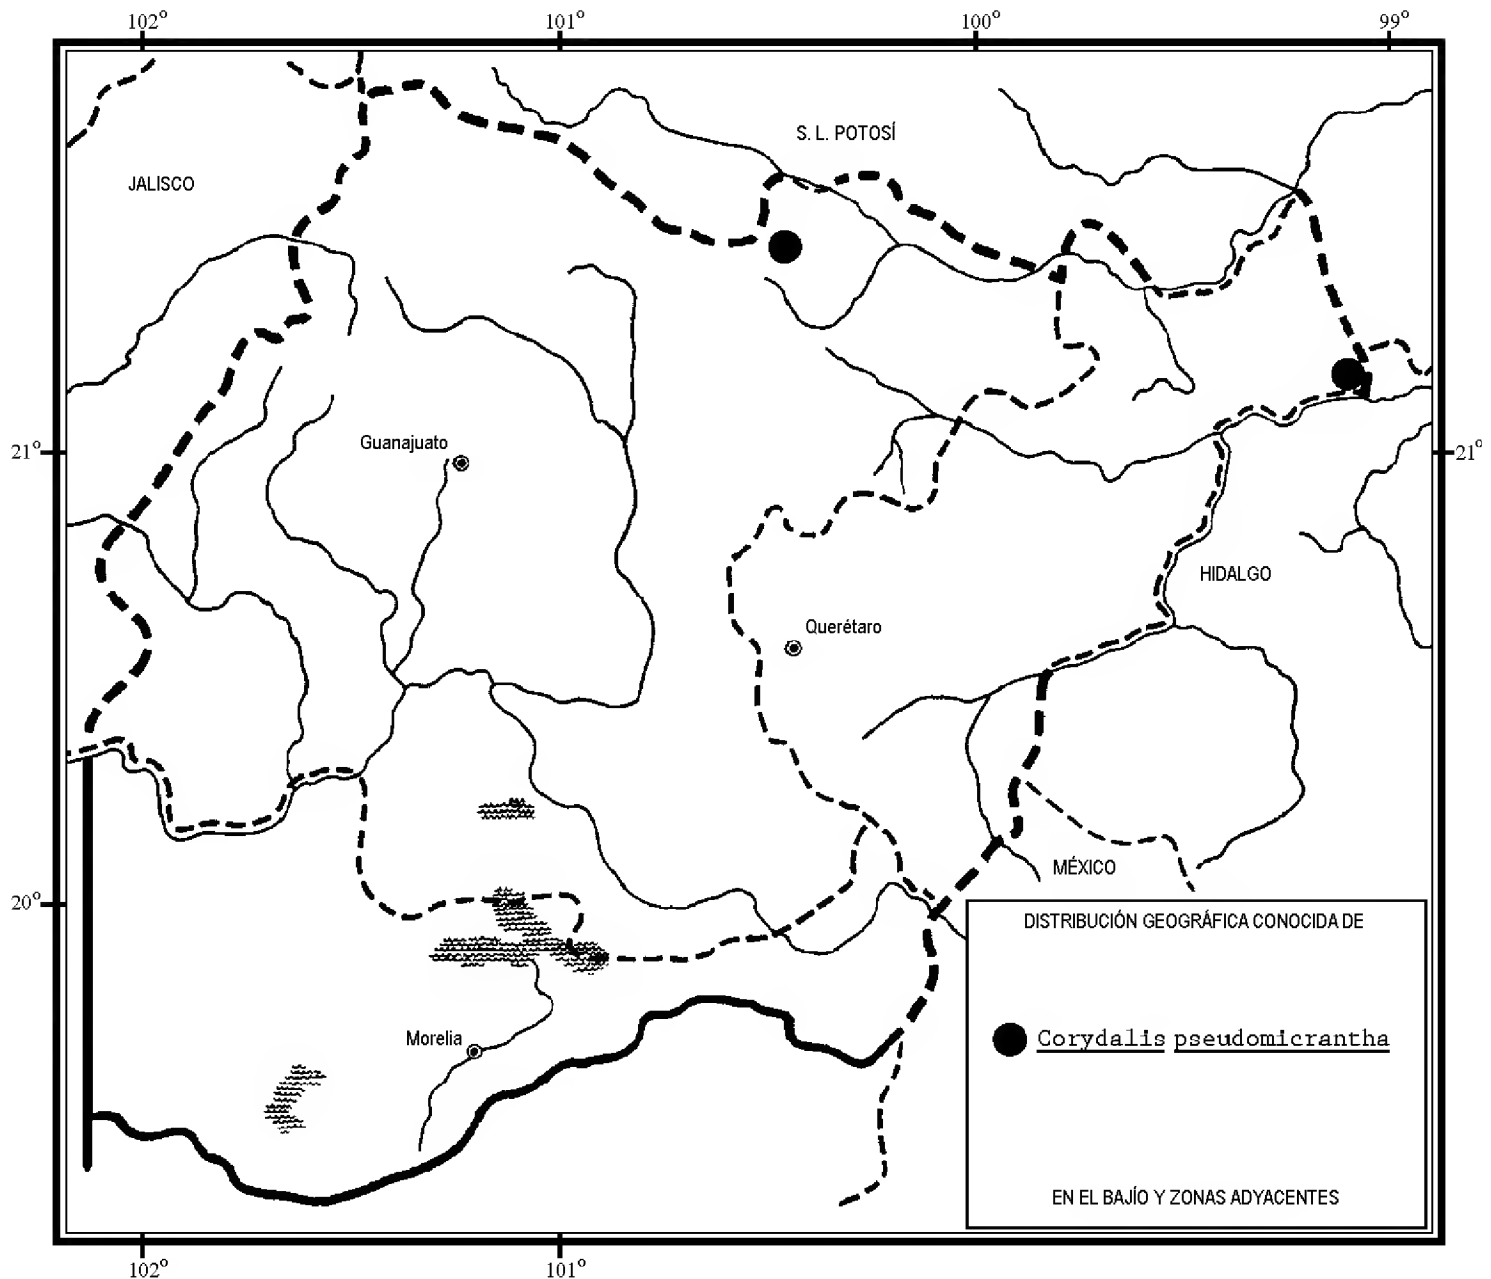 102° 101° 100° 99°
S. L. POTOSÍ
JALISCO
Guanajuato
21° 21°
HIDALGO
Querétaro
MÉXICO
20°
DISTRIBUCIÓN GEOGRÁFICA CONOCIDA DE
Corydalis pseudomicrantha
Morelia
EN EL BAJÍO Y ZONAS ADYACENTES
102° 101°